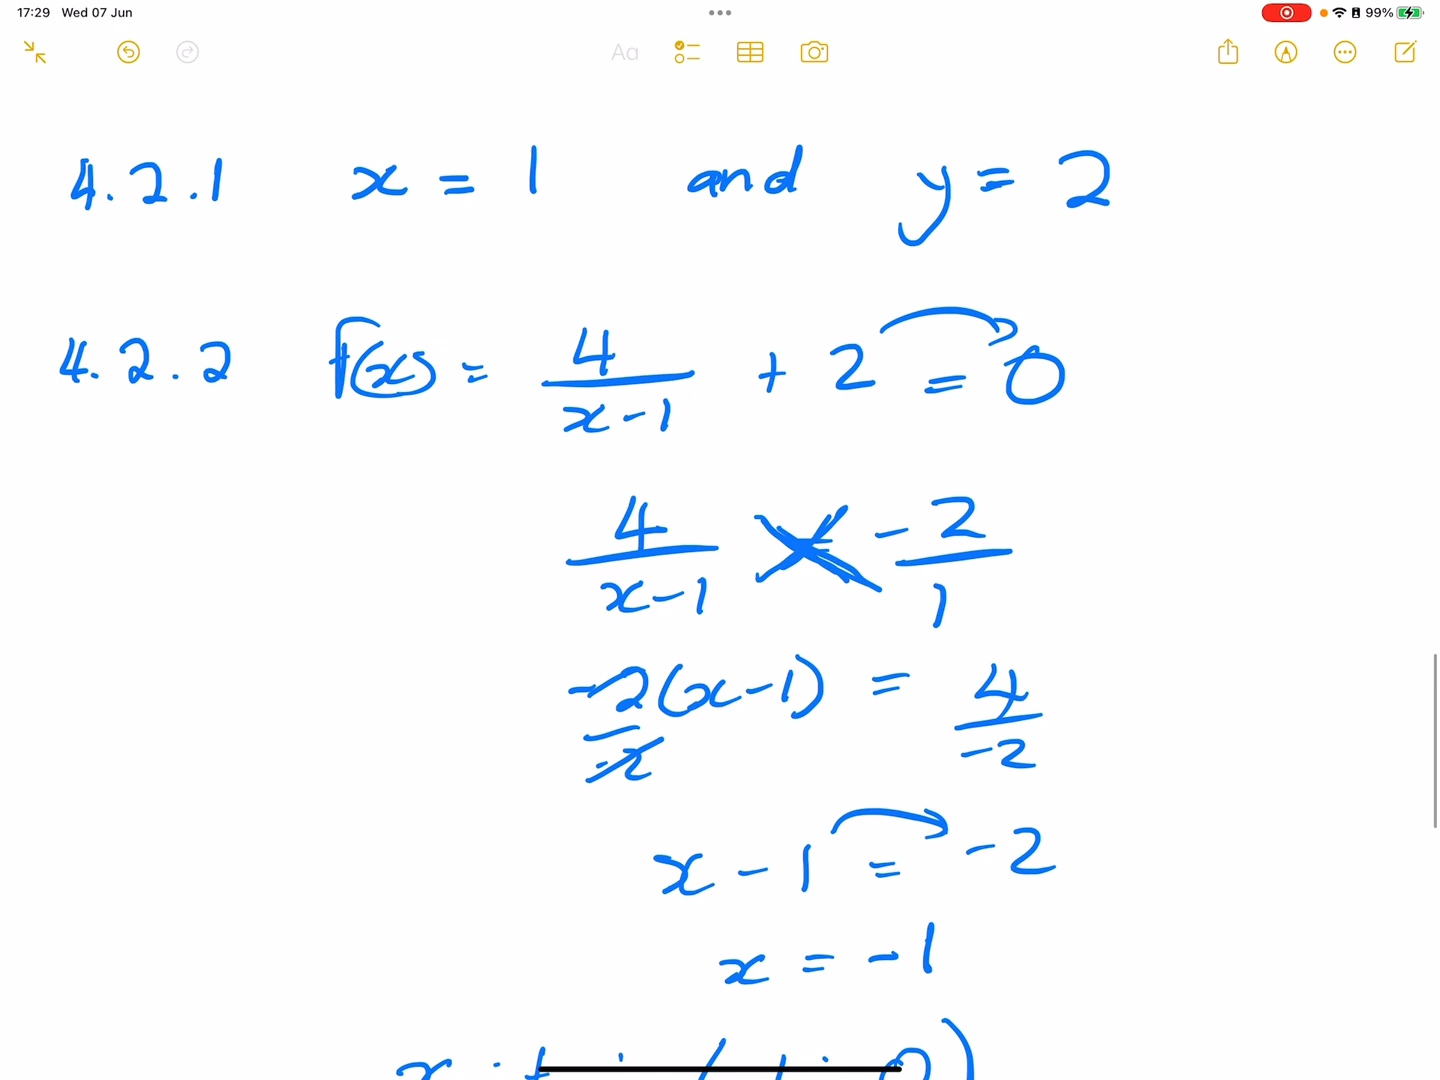 17:29 Wed 07 Jun 99%
Aa
4.2.1 x = 1 and y = 2
4.2.2 f(x) = 4/(x-1) + 2 = 0
4/(x-1) = -2/1
-2(x-1)/-2 = 4/-2
x - 1 = -2
x = -1